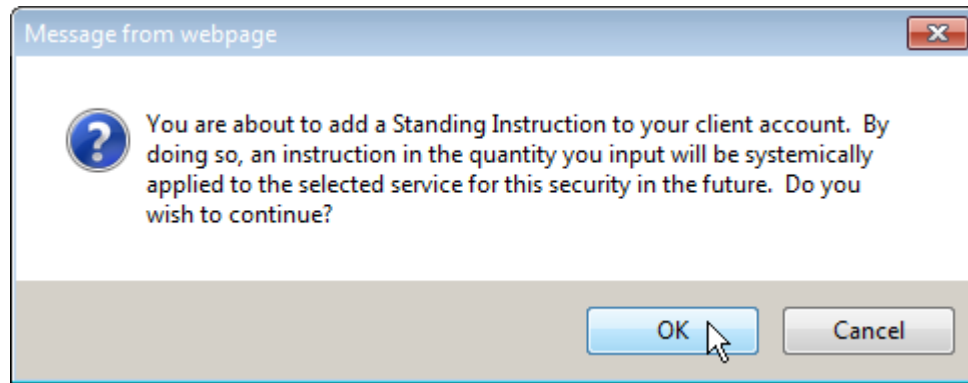 Message from webpage
You are about to add a Standing Instruction to your client account.  By
doing so, an instruction in the quantity you input will be systemically
applied to the selected service for this security in the future.  Do you
wish to continue?
OK
Cancel